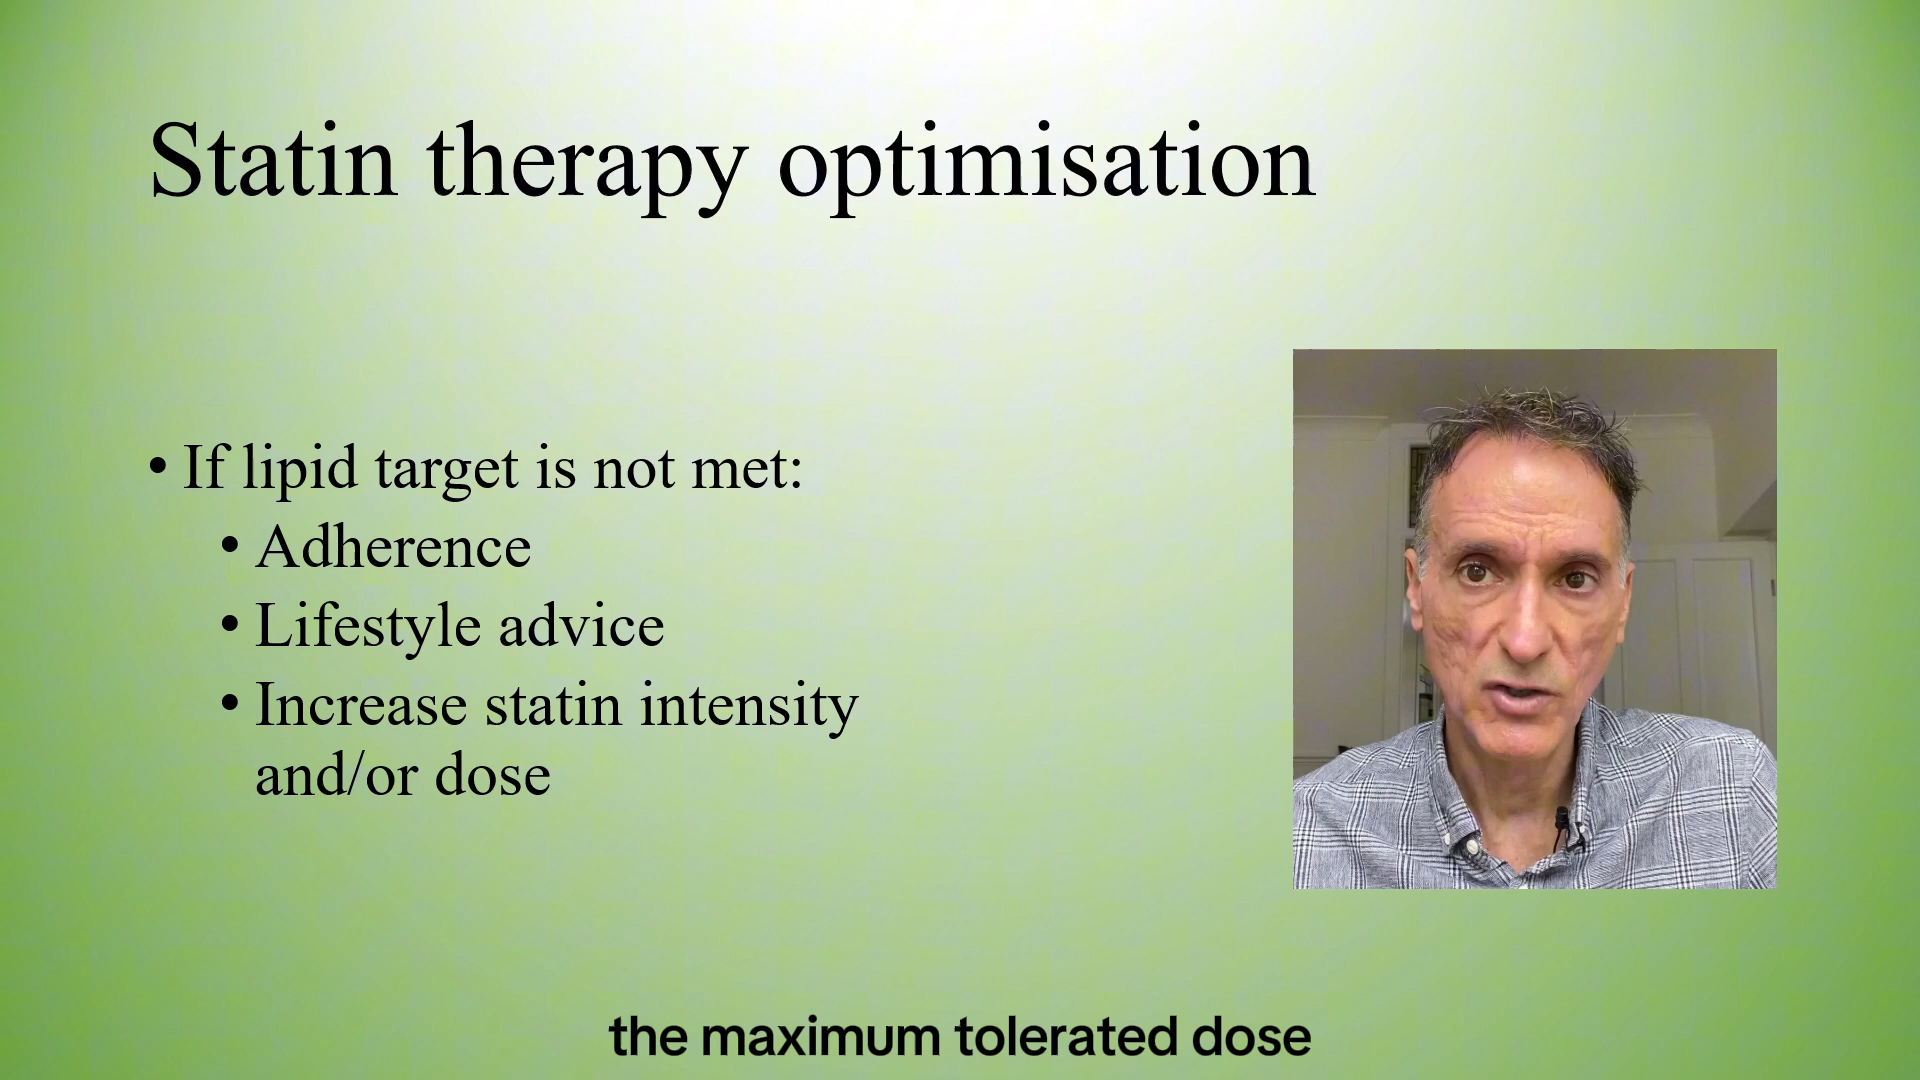 Statin therapy optimisation
• If lipid target is not met:
• Adherence
• Lifestyle advice
• Increase statin intensity
and/or dose
the maximum tolerated dose